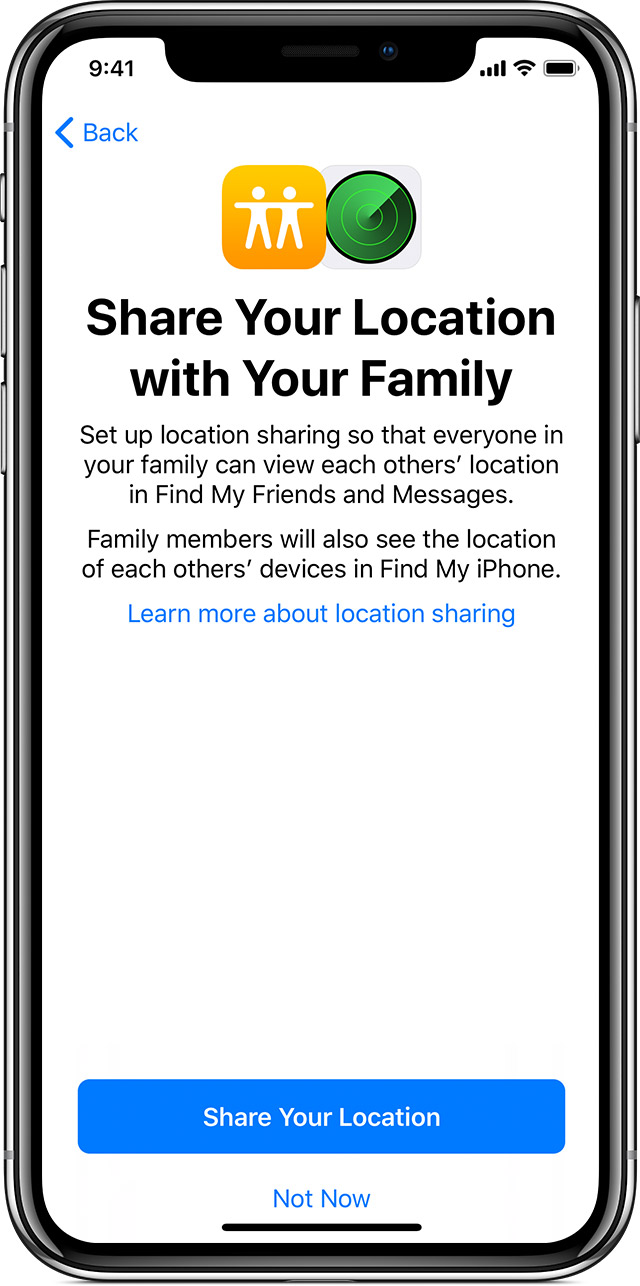 9:41
Back
Share Your Location
with Your Family
Set up location sharing so that everyone in
your family can view each others’ location
in Find My Friends and Messages.
Family members will also see the location
of each others’ devices in Find My iPhone.
Learn more about location sharing
Share Your Location
Not Now